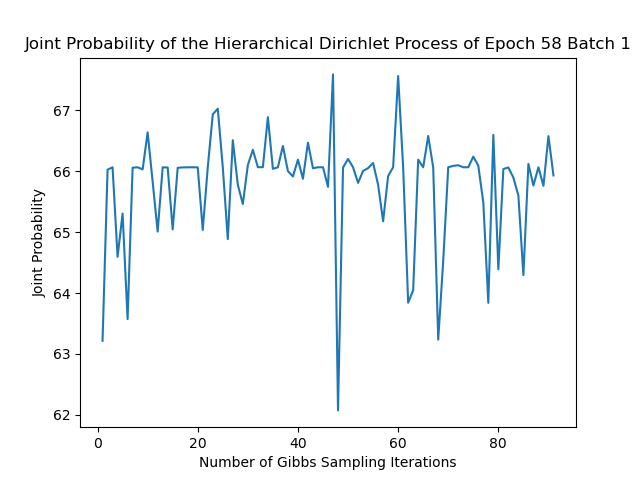 Joint Probability of the Hierarchical Dirichlet Process of Epoch 58 Batch 1
67
66
65
64
63
62
Joint Probability
0 20 40 60 80
Number of Gibbs Sampling Iterations